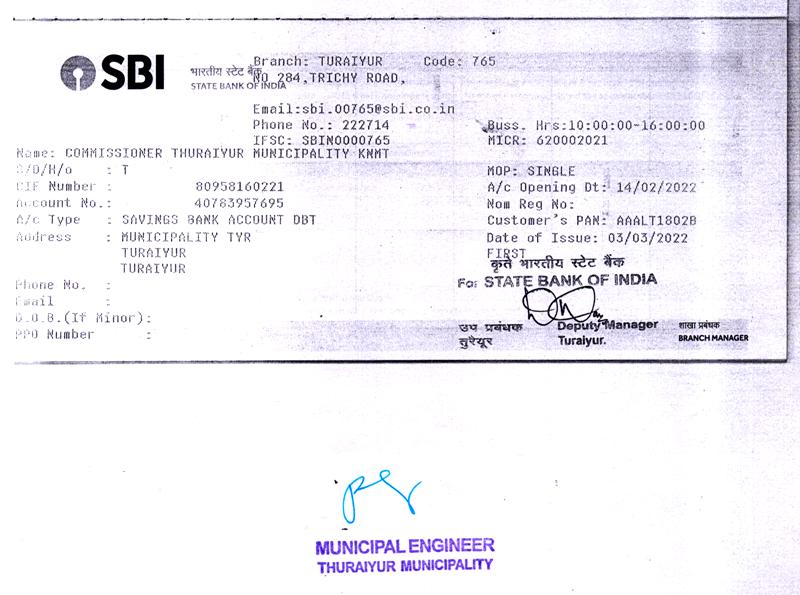 SBI
भारतीय स्टेट बैंक
STATE BANK OF INDIA
Branch: TURAIYUR Code: 765
NO 284,TRICHY ROAD,
Email:sbi.00765@sbi.co.in
Phone No.: 222714 Buss. Hrs:10:00:00-16:00:00
IFSC: SBIN0000765 MICR: 620002021
Name: COMMISSIONER THURAIYUR MUNICIPALITY KNMT
S/D/H/o : T MOP: SINGLE
CIF Number : 80958160221 A/c Opening Dt: 14/02/2022
Account No.: 40783957695 Nom Reg No:
A/c Type : SAVINGS BANK ACCOUNT DBT Customer's PAN: AAALT1802B
Address : MUNICIPALITY TYR Date of Issue: 03/03/2022
TURAIYUR FIRST
TURAIYUR
Phone No. :
Email :
D.O.B.(If Minor):
PPO Number :
कृते भारतीय स्टेट बैंक
For STATE BANK OF INDIA
उप प्रबंधक Deputy Manager शाखा प्रबंधक
तुरैयूर Turaiyur. BRANCH MANAGER
MUNICIPAL ENGINEER
THURAIYUR MUNICIPALITY